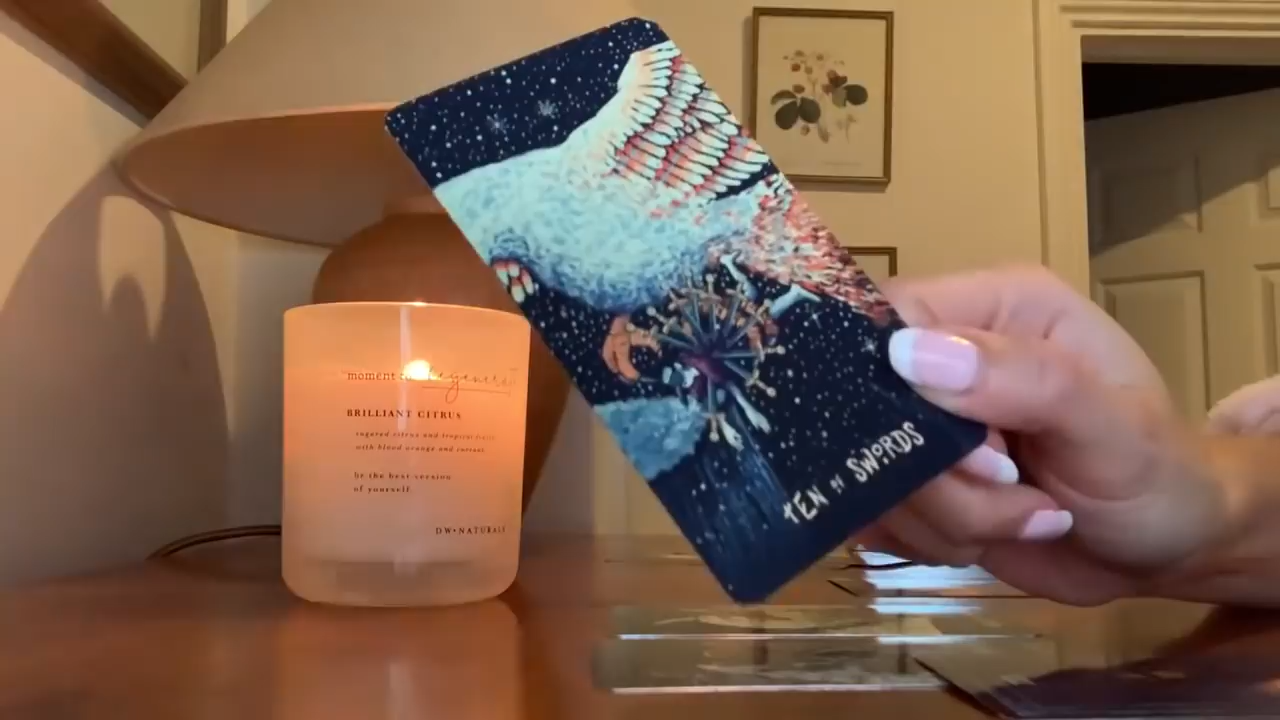 "moment to
BRILLIANT CITRUS
sugared citrus and tropical fruits
with blood orange and currant
be the best version
of yourself.
DW•NATURALS
TEN OF SWORDS